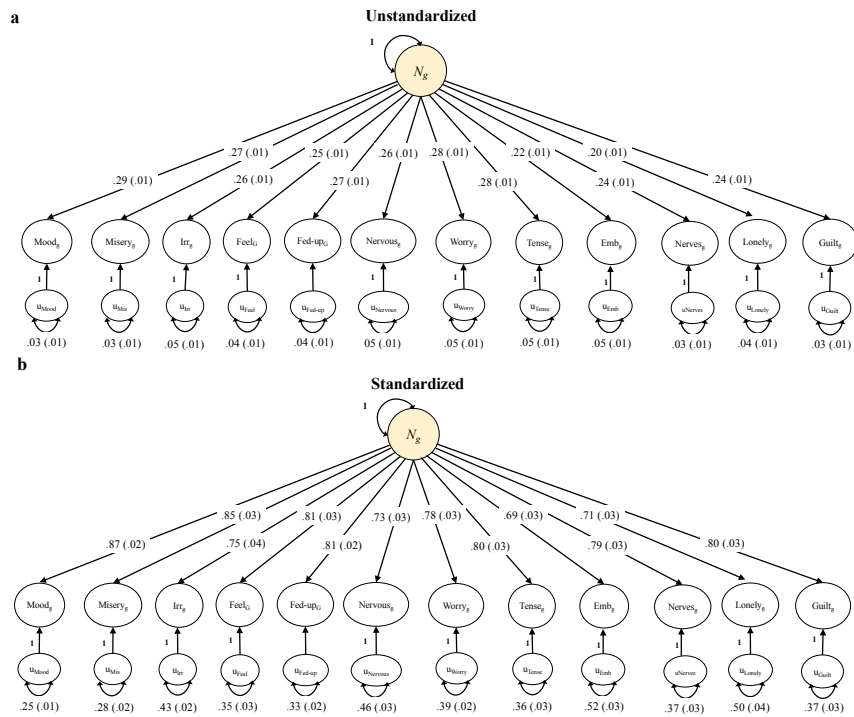 a
Unstandardized
1
N_g
.27 (.01) .25 (.01) .26 (.01) .28 (.01) .22 (.01) .20 (.01)
.29 (.01) .26 (.01) .27 (.01) .28 (.01) .24 (.01) .24 (.01)
Mood_g Misery_g Irr_g Feel_G Fed-up_G Nervous_g Worry_g Tense_g Emb_g Nerves_g Lonely_g Guilt_g
1 1 1 1 1 1 1 1 1 1 1 1
u_Mood u_Mis u_Irr u_Feel u_Fed-up u_Nervous u_Worry u_Tense u_Emb uNerves u_Lonely u_Guilt
.03 (.01) .03 (.01) .05 (.01) .04 (.01) .04 (.01) 05 (.01) .05 (.01) .05 (.01) .05 (.01) .03 (.01) .04 (.01) .03 (.01)
b
Standardized
1
N_g
.85 (.03) .81 (.03) .73 (.03) .78 (.03) .69 (.03) .71 (.03)
.87 (.02) .75 (.04) .81 (.02) .80 (.03) .79 (.03) .80 (.03)
Mood_g Misery_g Irr_g Feel_G Fed-up_G Nervous_g Worry_g Tense_g Emb_g Nerves_g Lonely_g Guilt_g
1 1 1 1 1 1 1 1 1 1 1 1
u_Mood u_Mis u_Irr u_Feel u_Fed-up u_Nervous u_Worry u_Tense u_Emb uNerves u_Lonely u_Guilt
.25 (.01) .28 (.02) .43 (.02) .35 (.03) .33 (.02) .46 (.03) .39 (.02) .36 (.03) .52 (.03) .37 (.03) .50 (.04) .37 (.03)